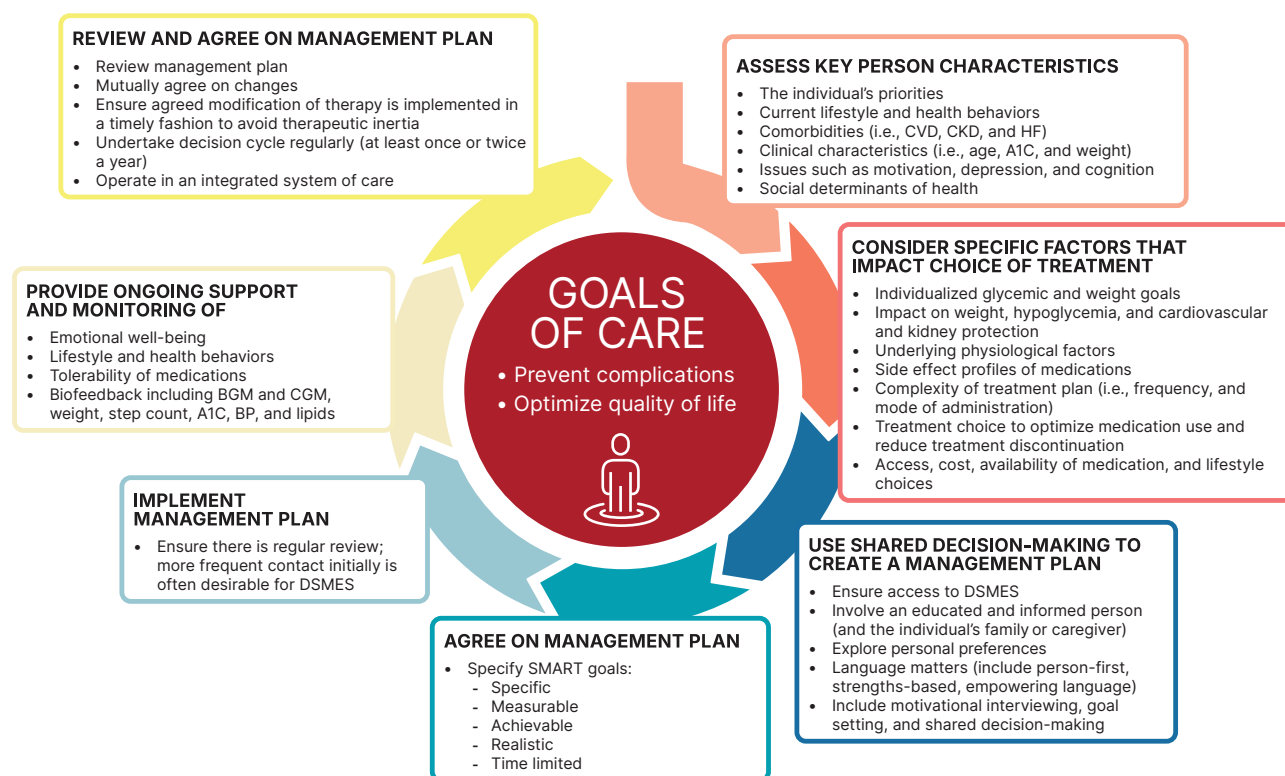 REVIEW AND AGREE ON MANAGEMENT PLAN
• Review management plan
• Mutually agree on changes
• Ensure agreed modification of therapy is implemented in
a timely fashion to avoid therapeutic inertia
• Undertake decision cycle regularly (at least once or twice
a year)
• Operate in an integrated system of care
ASSESS KEY PERSON CHARACTERISTICS
• The individual's priorities
• Current lifestyle and health behaviors
• Comorbidities (i.e., CVD, CKD, and HF)
• Clinical characteristics (i.e., age, A1C, and weight)
• Issues such as motivation, depression, and cognition
• Social determinants of health
CONSIDER SPECIFIC FACTORS THAT
IMPACT CHOICE OF TREATMENT
• Individualized glycemic and weight goals
• Impact on weight, hypoglycemia, and cardiovascular
and kidney protection
• Underlying physiological factors
• Side effect profiles of medications
• Complexity of treatment plan (i.e., frequency, and
mode of administration)
• Treatment choice to optimize medication use and
reduce treatment discontinuation
• Access, cost, availability of medication, and lifestyle
choices
USE SHARED DECISION-MAKING TO
CREATE A MANAGEMENT PLAN
• Ensure access to DSMES
• Involve an educated and informed person
(and the individual's family or caregiver)
• Explore personal preferences
• Language matters (include person-first,
strengths-based, empowering language)
• Include motivational interviewing, goal
setting, and shared decision-making
AGREE ON MANAGEMENT PLAN
• Specify SMART goals:
- Specific
- Measurable
- Achievable
- Realistic
- Time limited
IMPLEMENT
MANAGEMENT PLAN
• Ensure there is regular review;
more frequent contact initially is
often desirable for DSMES
PROVIDE ONGOING SUPPORT
AND MONITORING OF
• Emotional well-being
• Lifestyle and health behaviors
• Tolerability of medications
• Biofeedback including BGM and CGM,
weight, step count, A1C, BP, and lipids
GOALS
OF CARE
• Prevent complications
• Optimize quality of life